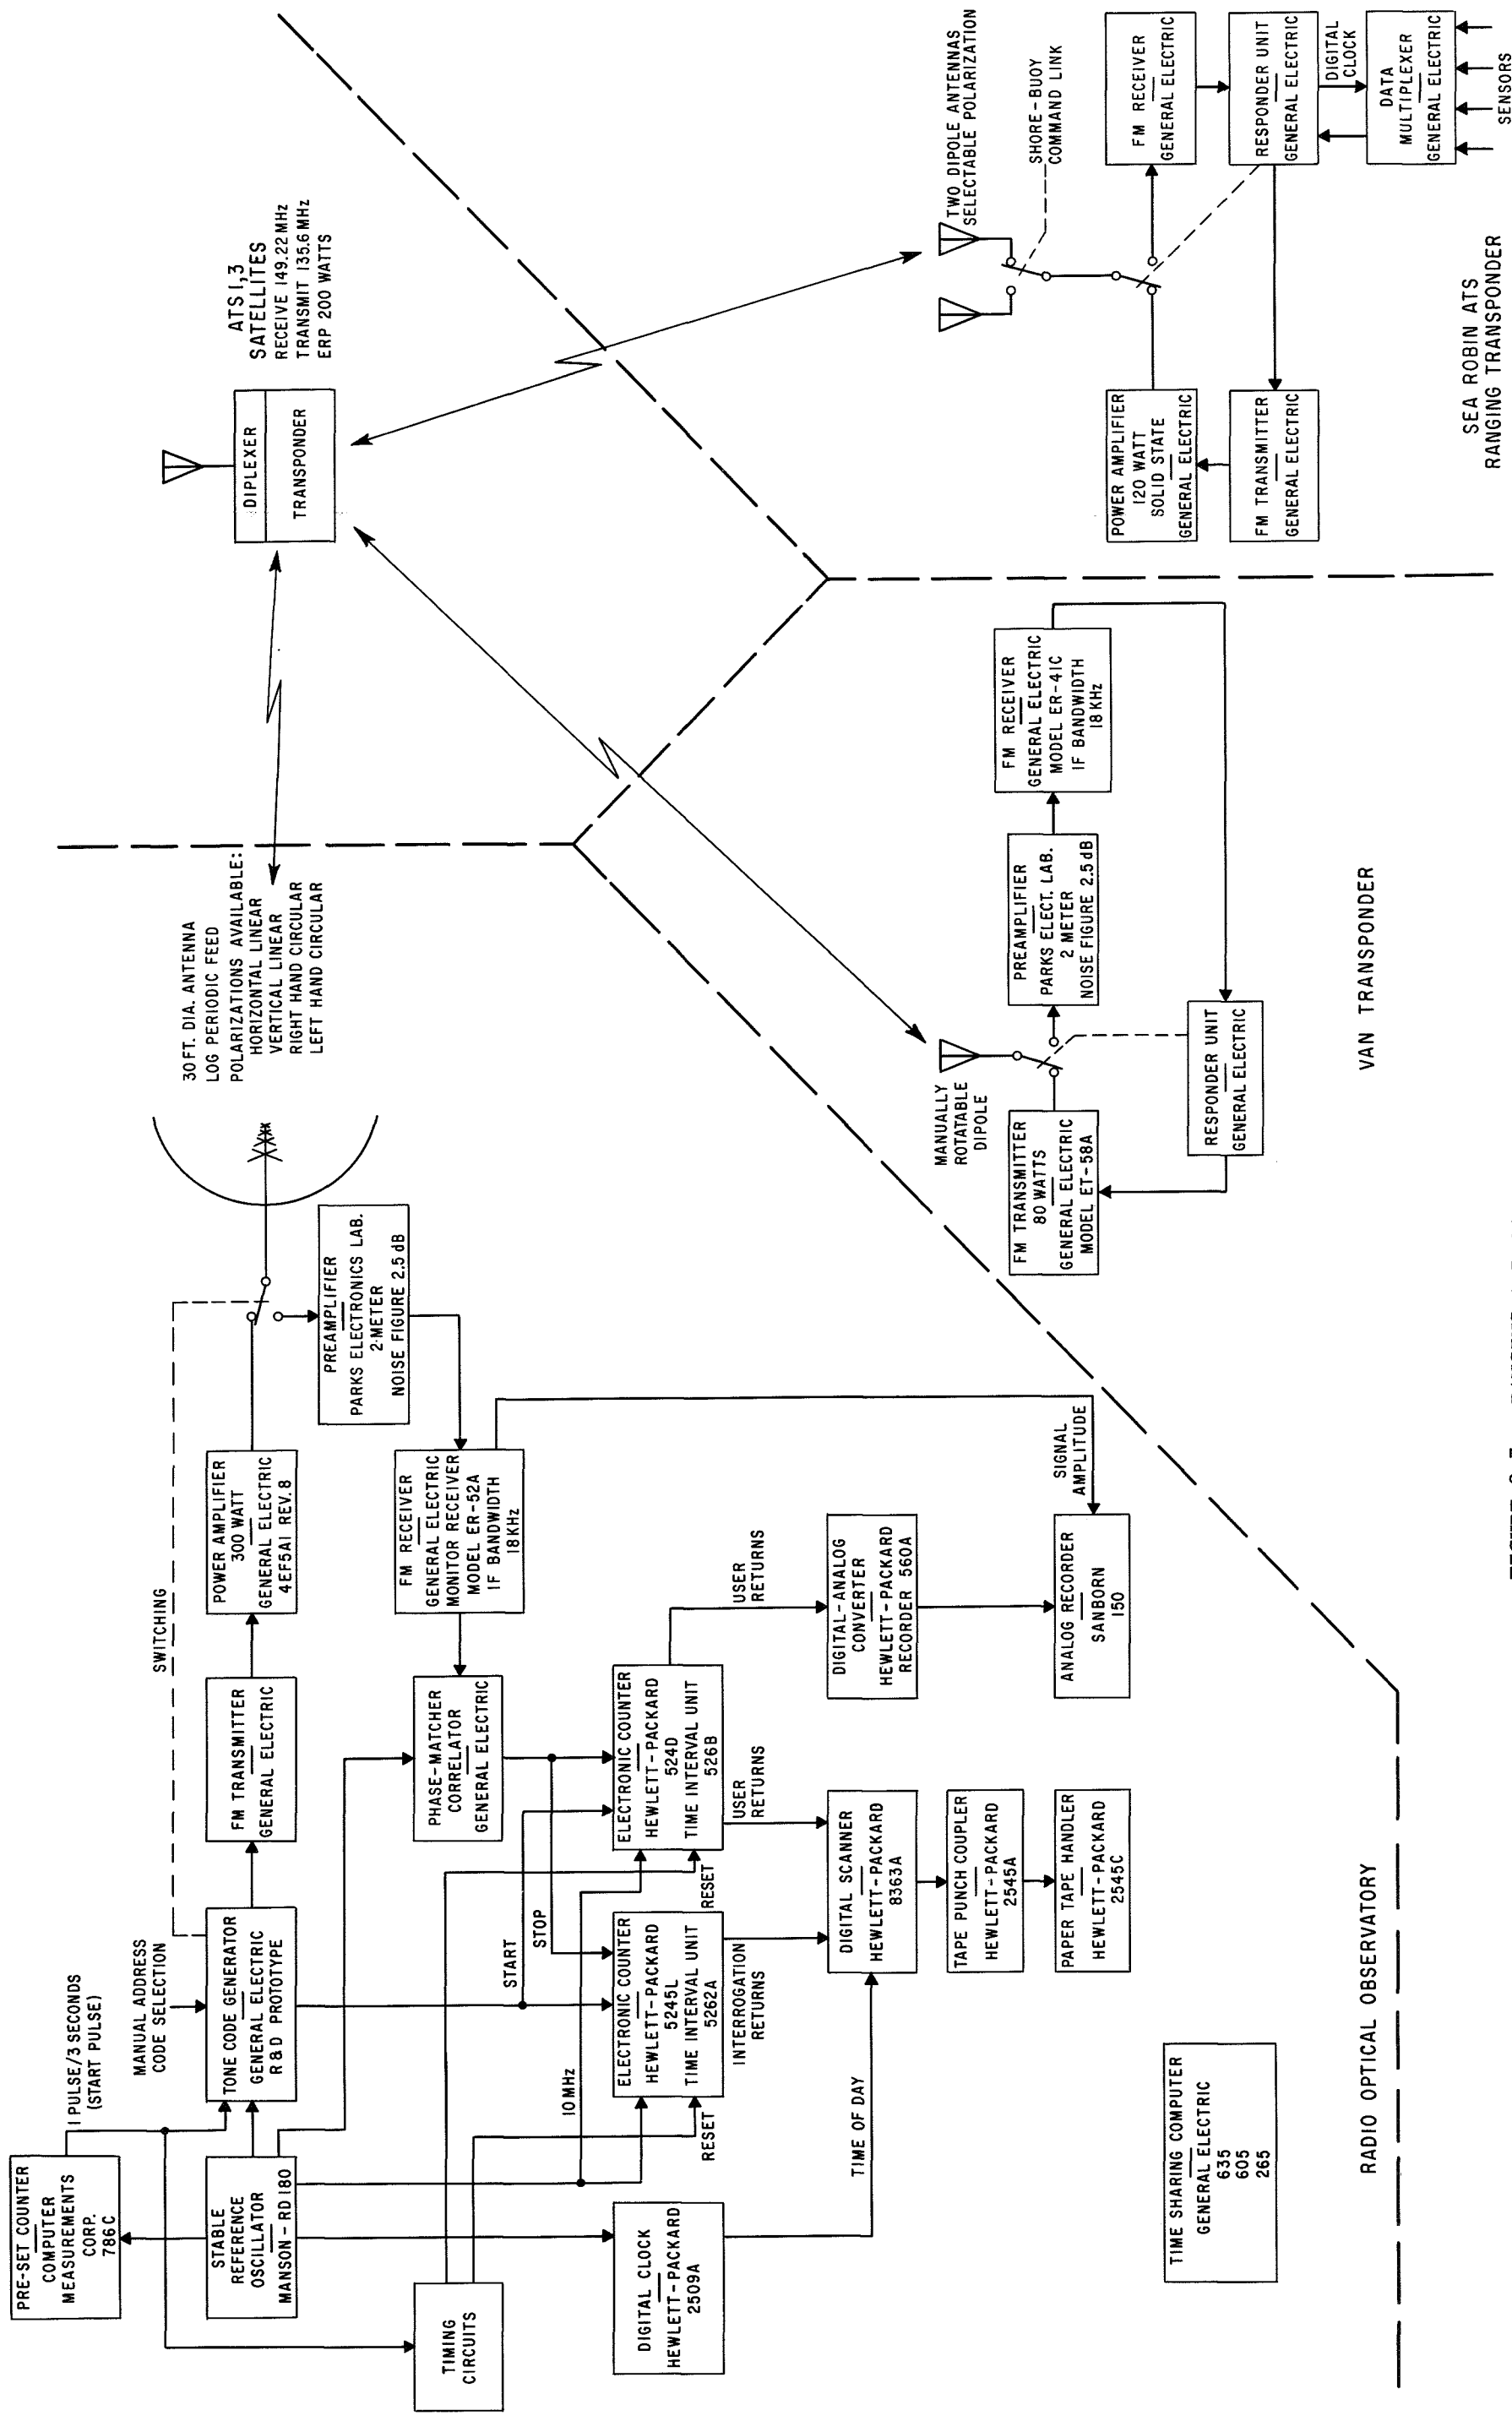 PRE-SET COUNTER
COMPUTER
MEASUREMENTS
CORP.
786C
1 PULSE/3 SECONDS
(START PULSE)
STABLE
REFERENCE
OSCILLATOR
MANSON-RD 180
TIMING
CIRCUITS
MANUAL ADDRESS
CODE SELECTION
TONE CODE GENERATOR
GENERAL ELECTRIC
R&D PROTOTYPE
SWITCHING
FM TRANSMITTER
GENERAL ELECTRIC
POWER AMPLIFIER
300 WATT
GENERAL ELECTRIC
4EF5A1 REV.8
PREAMPLIFIER
PARKS ELECTRONICS LAB.
2-METER
NOISE FIGURE 2.5 dB
30 FT. DIA. ANTENNA
LOG PERIODIC FEED
POLARIZATIONS AVAILABLE:
HORIZONTAL LINEAR
VERTICAL LINEAR
RIGHT HAND CIRCULAR
LEFT HAND CIRCULAR
FM RECEIVER
GENERAL ELECTRIC
MONITOR RECEIVER
MODEL ER-52A
IF BANDWIDTH
18KHz
PHASE-MATCHER
CORRELATOR
GENERAL ELECTRIC
START
STOP
10 MHz
RESET
RESET
DIGITAL CLOCK
HEWLETT-PACKARD
2509A
ELECTRONIC COUNTER
HEWLETT-PACKARD
5245L
TIME INTERVAL UNIT
5262A
ELECTRONIC COUNTER
HEWLETT-PACKARD
524D
TIME INTERVAL UNIT
526B
INTERROGATION
RETURNS
USER
RETURNS
USER
RETURNS
TIME OF DAY
DIGITAL SCANNER
HEWLETT-PACKARD
8363A
DIGITAL-ANALOG
CONVERTER
HEWLETT-PACKARD
RECORDER 560A
SIGNAL
AMPLITUDE
TAPE PUNCH COUPLER
HEWLETT-PACKARD
2545A
PAPER TAPE HANDLER
HEWLETT-PACKARD
2545C
ANALOG RECORDER
SANBORN
150
TIME SHARING COMPUTER
GENERAL ELECTRIC
635
605
265
RADIO OPTICAL OBSERVATORY
ATS 1,3
SATELLITES
RECEIVE 149.22 MHz
TRANSMIT 135.6 MHz
ERP 200 WATTS
DIPLEXER
TRANSPONDER
MANUALLY
ROTATABLE
DIPOLE
FM TRANSMITTER
80 WATTS
GENERAL ELECTRIC
MODEL ET-58A
PREAMPLIFIER
PARKS ELECT. LAB.
2 METER
NOISE FIGURE 2.5 dB
FM RECEIVER
GENERAL ELECTRIC
MODEL ER-41C
IF BANDWIDTH
18 KHz
RESPONDER UNIT
GENERAL ELECTRIC
VAN TRANSPONDER
TWO DIPOLE ANTENNAS
SELECTABLE POLARIZATION
SHORE-BUOY
COMMAND LINK
POWER AMPLIFIER
120 WATT
SOLID STATE
GENERAL ELECTRIC
FM TRANSMITTER
GENERAL ELECTRIC
FM RECEIVER
GENERAL ELECTRIC
RESPONDER UNIT
GENERAL ELECTRIC
DIGITAL
CLOCK
DATA
MULTIPLEXER
GENERAL ELECTRIC
SENSORS
SEA ROBIN ATS
RANGING TRANSPONDER